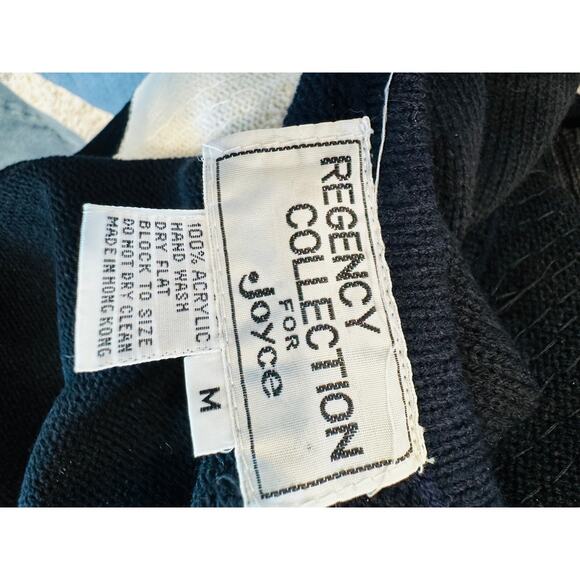 REGENCY
COLLECTION
FOR
Joyce
M
100% ACRYLIC
HAND WASH
DRY FLAT
BLOCK TO SIZE
DO NOT DRY CLEAN
MADE IN HONG KONG